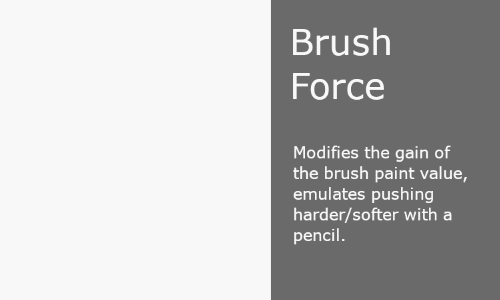 Brush
Force
Modifies the gain of
the brush paint value,
emulates pushing
harder/softer with a
pencil.